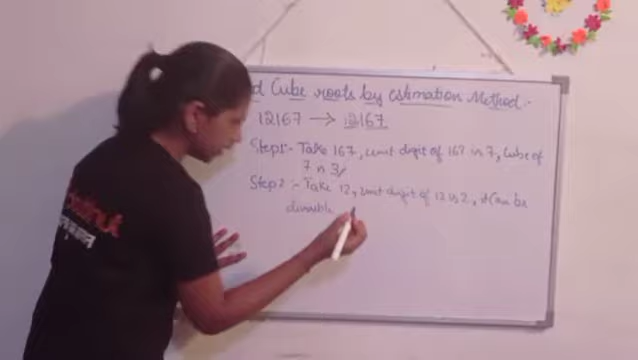 d Cube roots by estimation Method.
12167 → 12167
Step1:- Take 167, unit digit of 167 is 7, Cube of
7 is 3
Step2:- Take 12, unit digit of 12 is 2, it can be